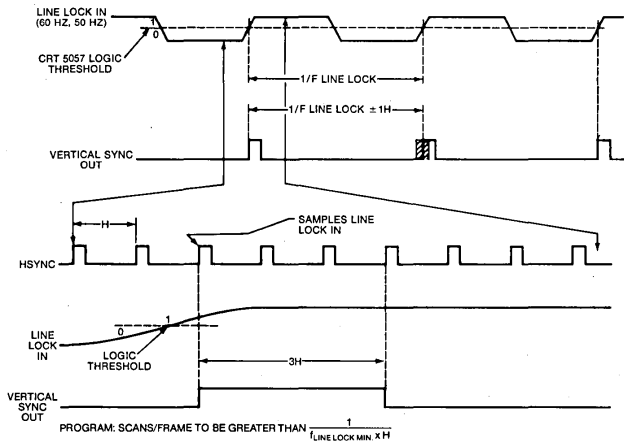 LINE LOCK IN
(60 HZ, 50 HZ)
1
0
CRT 5057 LOGIC
THRESHOLD
1/F LINE LOCK
1/F LINE LOCK ±1H
VERTICAL SYNC
OUT
H
SAMPLES LINE
LOCK IN
HSYNC
1
0
LINE
LOCK
IN
LOGIC
THRESHOLD
3H
VERTICAL
SYNC
OUT
PROGRAM: SCANS/FRAME TO BE GREATER THAN 1
fLINE LOCK MIN. x H